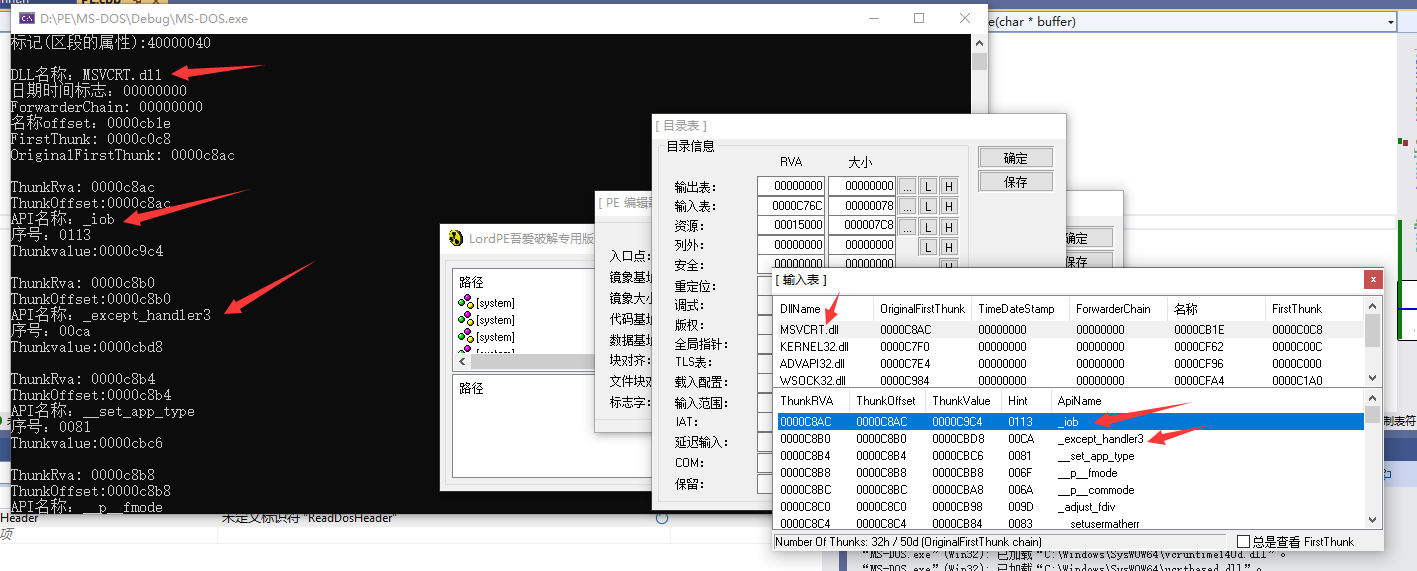 D:\PE\MS-DOS\Debug\MS-DOS.exe
e(char * buffer)
标记(区段的属性):40000040
DLL名称: MSVCRT.dll
日期时间标志: 00000000
ForwarderChain: 00000000
名称offset: 0000cb1e
FirstThunk: 0000c0c8
OriginalFirstThunk: 0000c8ac
ThunkRva: 0000c8ac
ThunkOffset:0000c8ac
API名称: _iob
序号: 0113
Thunkvalue:0000c9c4
ThunkRva: 0000c8b0
ThunkOffset:0000c8b0
API名称: _except_handler3
序号: 00ca
Thunkvalue:0000cbd8
ThunkRva: 0000c8b4
ThunkOffset:0000c8b4
API名称: __set_app_type
序号: 0081
Thunkvalue:0000cbc6
ThunkRva: 0000c8b8
ThunkOffset:0000c8b8
API名称: __p__fmode
Header
未定义标识符 "ReadDosHeader"
项
LordPE吾爱破解专用版
路径
[system]
[system]
[system]
路径
[ PE 编辑器
入口点:
镜象基址
镜象大小
代码基址
数据基址
块对齐:
文件块对
标志字:
[ 目录表 ]
目录信息
RVA 大小
确定
保存
输出表: 00000000 00000000 ... L H
输入表: 0000C76C 00000078 ... L H
资源: 00015000 000007C8 ... L H
列外: 00000000 00000000 L H
安全: 00000000 00000000 H
重定位:
调式:
版权:
全局指针:
TLS表:
载入配置:
输入范围:
IAT:
延迟输入:
COM:
保留:
确定
保存
[ 输入表 ]
DllName OriginalFirstThunk TimeDateStamp ForwarderChain 名称 FirstThunk
MSVCRT.dll 0000C8AC 00000000 00000000 0000CB1E 0000C0C8
KERNEL32.dll 0000C7F0 00000000 00000000 0000CF62 0000C00C
ADVAPI32.dll 0000C7E4 00000000 00000000 0000CF96 0000C000
WSOCK32.dll 0000C984 00000000 00000000 0000CFA4 0000C1A0
ThunkRVA ThunkOffset ThunkValue Hint ApiName
0000C8AC 0000C8AC 0000C9C4 0113 _iob
0000C8B0 0000C8B0 0000CBD8 00CA _except_handler3
0000C8B4 0000C8B4 0000CBC6 0081 __set_app_type
0000C8B8 0000C8B8 0000CBB8 006F __p__fmode
0000C8BC 0000C8BC 0000CBA8 006A __p__commode
0000C8C0 0000C8C0 0000CB98 009D _adjust_fdiv
0000C8C4 0000C8C4 0000CB84 0083 __setusermatherr
Number Of Thunks: 32h / 50d (OriginalFirstThunk chain)
总是查看 FirstThunk
制表符
“MS-DOS.exe”(Win32): 已加载“C:\Windows\SysWOW64\vcruntime140d.dll”。
“MS-DOS.exe”(Win32): 已加载“C:\Windows\SysWOW64\ucrtbased.dll”。